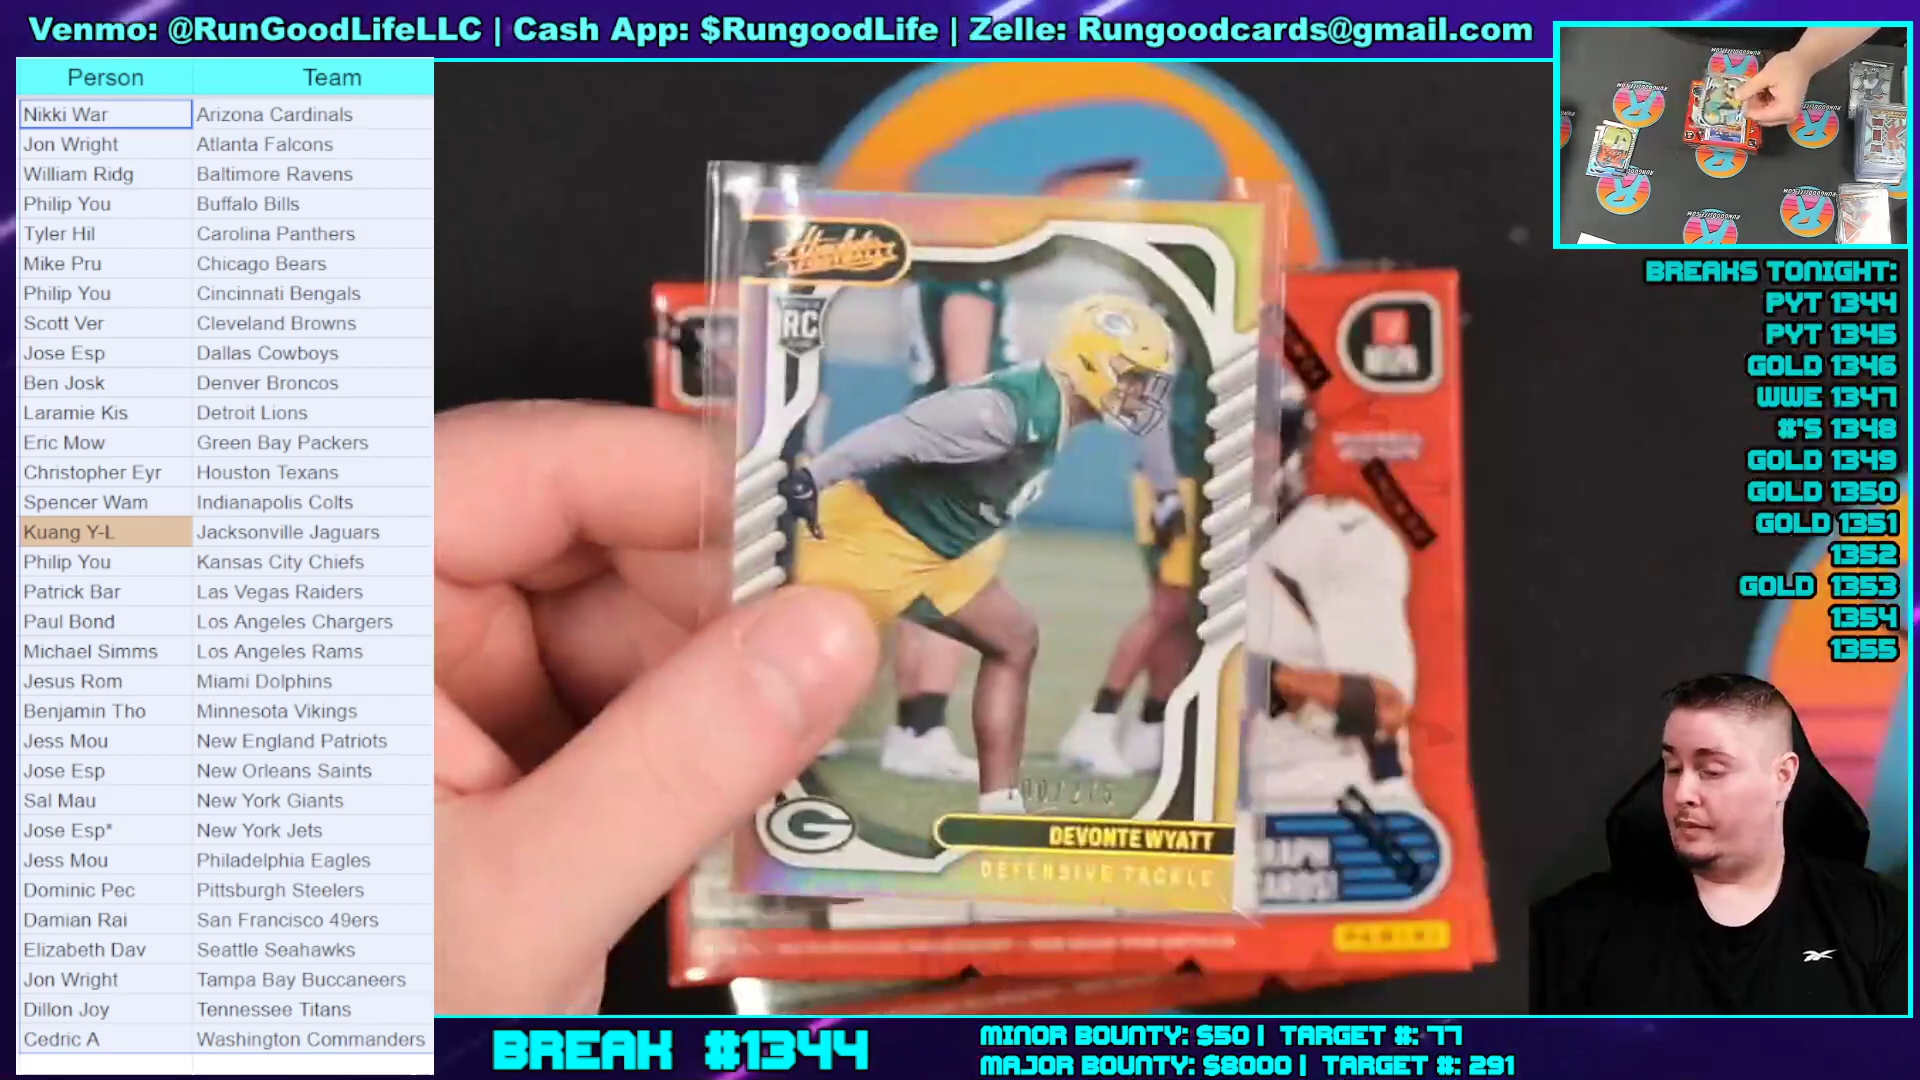 Venmo: @RunGoodLifeLLC | Cash App: $RungoodLife | Zelle: Rungoodcards@gmail.com
Person Team
Nikki War Arizona Cardinals
Jon Wright Atlanta Falcons
William Ridg Baltimore Ravens
Philip You Buffalo Bills
Tyler Hil Carolina Panthers
Mike Pru Chicago Bears
Philip You Cincinnati Bengals
Scott Ver Cleveland Browns
Jose Esp Dallas Cowboys
Ben Josk Denver Broncos
Laramie Kis Detroit Lions
Eric Mow Green Bay Packers
Christopher Eyr Houston Texans
Spencer Wam Indianapolis Colts
Kuang Y-L Jacksonville Jaguars
Philip You Kansas City Chiefs
Patrick Bar Las Vegas Raiders
Paul Bond Los Angeles Chargers
Michael Simms Los Angeles Rams
Jesus Rom Miami Dolphins
Benjamin Tho Minnesota Vikings
Jess Mou New England Patriots
Jose Esp New Orleans Saints
Sal Mau New York Giants
Jose Esp* New York Jets
Jess Mou Philadelphia Eagles
Dominic Pec Pittsburgh Steelers
Damian Rai San Francisco 49ers
Elizabeth Dav Seattle Seahawks
Jon Wright Tampa Bay Buccaneers
Dillon Joy Tennessee Titans
Cedric A Washington Commanders
Absolute
FOOTBALL
RC
G
DEVONTE WYATT
DEFENSIVE TACKLE
PANINI
BREAKS TONIGHT:
PYT 1344
PYT 1345
GOLD 1346
WWE 1347
#'S 1348
GOLD 1349
GOLD 1350
GOLD 1351
1352
GOLD 1353
1354
1355
BREAK #1344
MINOR BOUNTY: $50 | TARGET #: 77
MAJOR BOUNTY: $8000 | TARGET #: 291